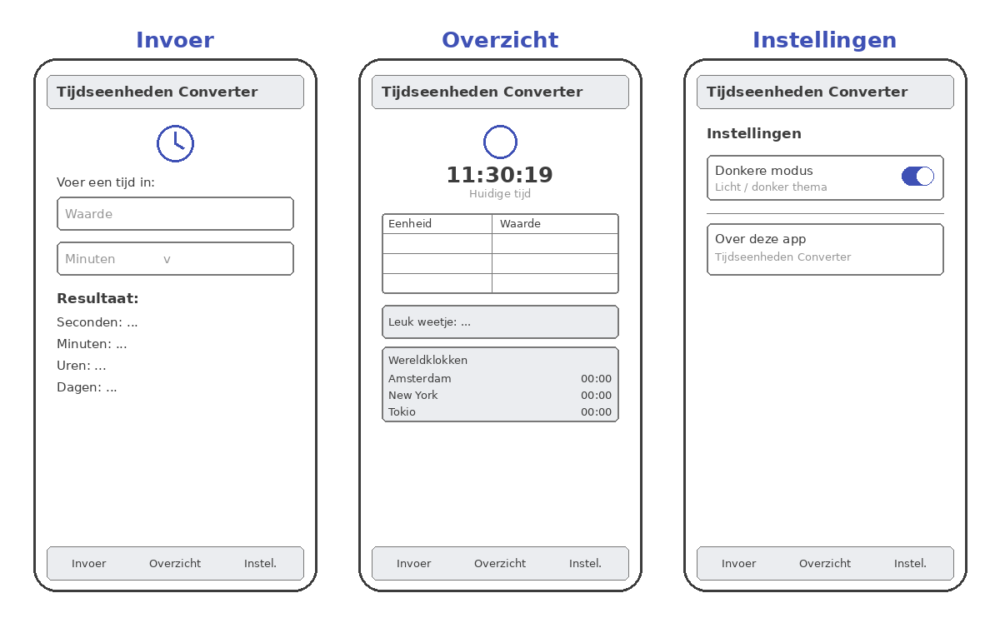 Invoer
Tijdseenheden Converter
Voer een tijd in:
Waarde
Minuten v
Resultaat:
Seconden: ...
Minuten: ...
Uren: ...
Dagen: ...
Invoer Overzicht Instel.
Overzicht
Tijdseenheden Converter
11:30:19
Huidige tijd
Eenheid Waarde
Leuk weetje: ...
Wereldklokken
Amsterdam 00:00
New York 00:00
Tokio 00:00
Invoer Overzicht Instel.
Instellingen
Tijdseenheden Converter
Instellingen
Donkere modus
Licht / donker thema
Over deze app
Tijdseenheden Converter
Invoer Overzicht Instel.